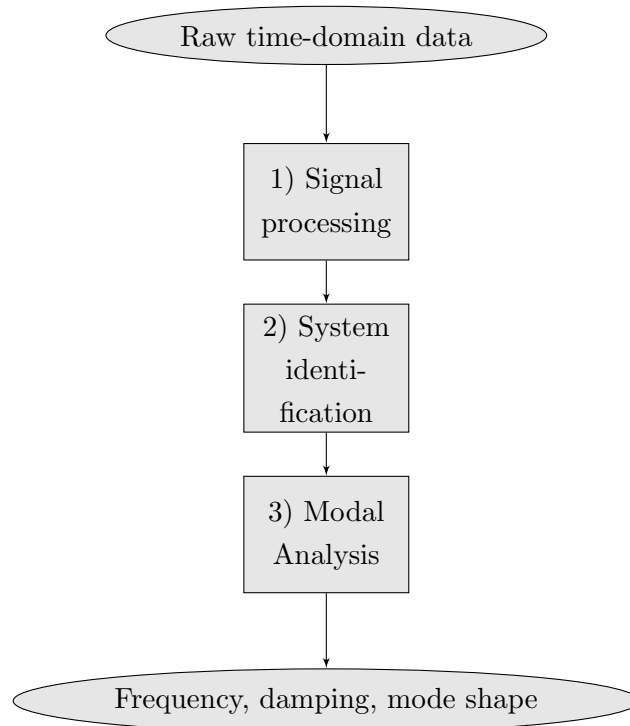 Raw time-domain data
1) Signal
processing
2) System
identi-
fication
3) Modal
Analysis
Frequency, damping, mode shape